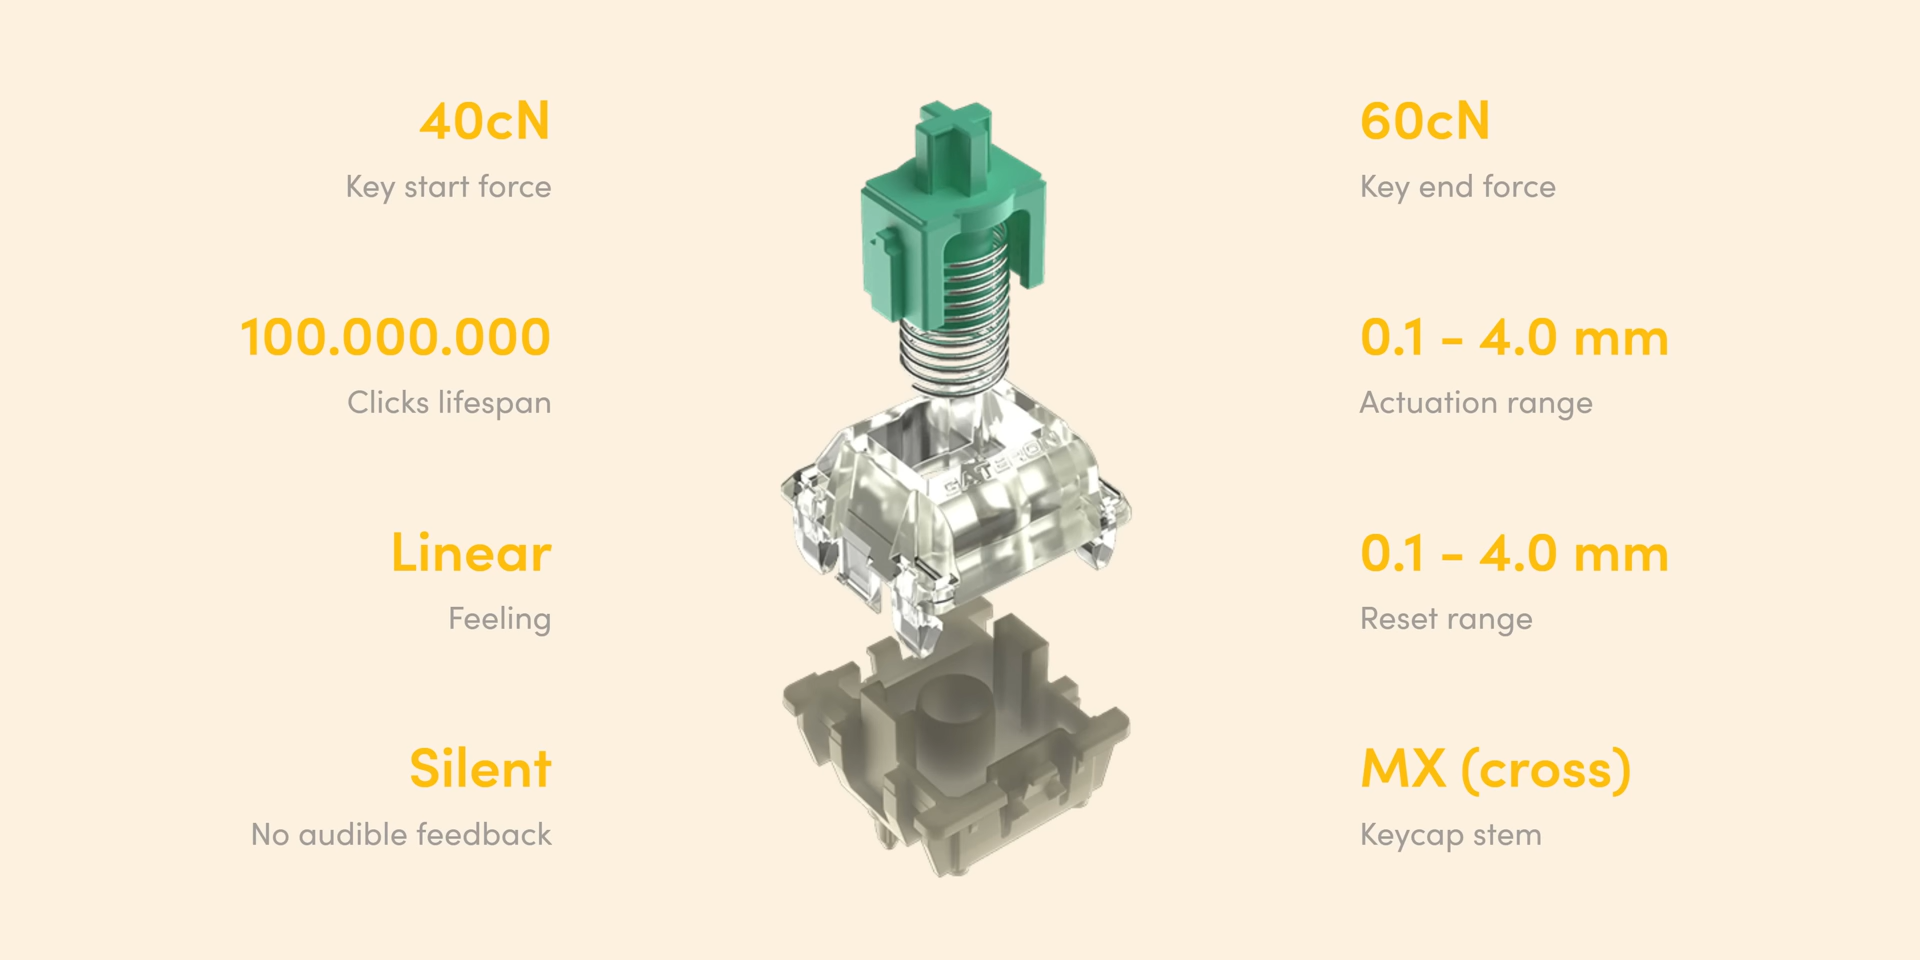 40cN
Key start force
100.000.000
Clicks lifespan
Linear
Feeling
Silent
No audible feedback
GATERON
60cN
Key end force
0.1 - 4.0 mm
Actuation range
0.1 - 4.0 mm
Reset range
MX (cross)
Keycap stem